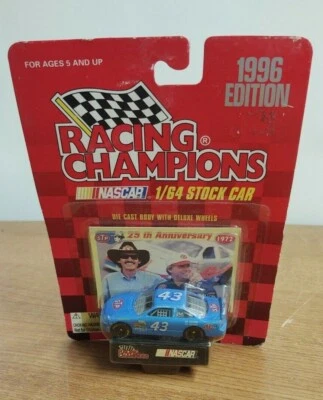 FOR AGES 5 AND UP
1996
EDITION
RACING®
CHAMPIONS
NASCAR 1/64 STOCK CAR
DIE CAST BODY WITH DELUXE WHEELS
STP 25th Anniversary 1972
43
43
NASCAR